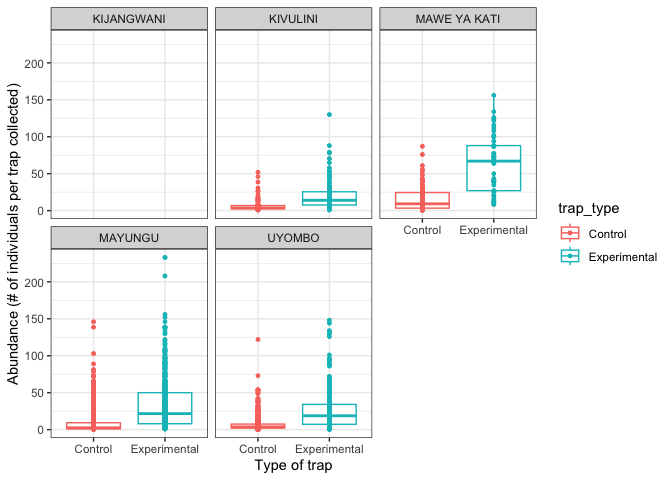 KIJANGWANI KIVULINI MAWE YA KATI
200
150
100
50
0
Control Experimental
MAYUNGU UYOMBO
200
150
100
50
0
Control Experimental Control Experimental
Type of trap
Abundance (# of individuals per trap collected)
trap_type
Control
Experimental